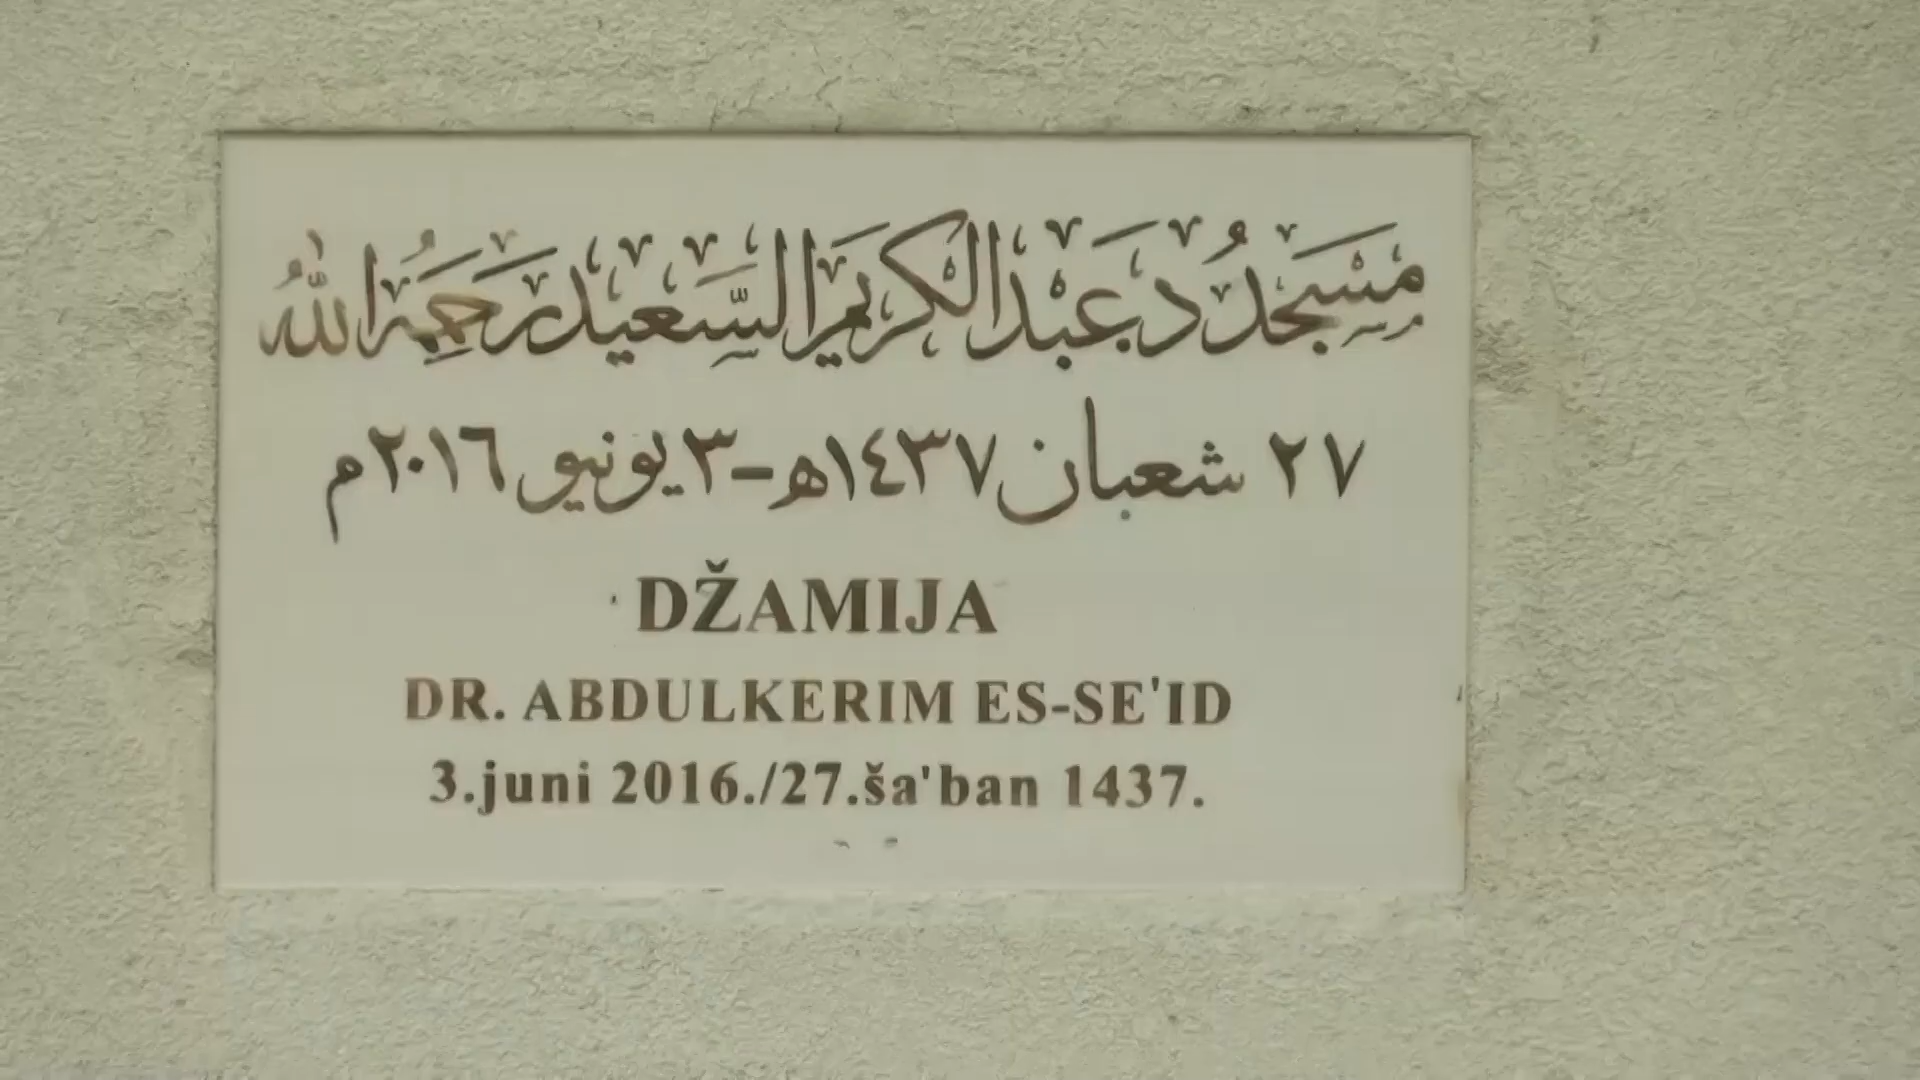 مسجد د عبد الكريم السعيد رحمه الله
٢٧ شعبان ١٤٣٧هـ - ٣ يونيو ٢٠١٦م
DŽAMIJA
DR. ABDULKERIM ES-SE'ID
3.juni 2016./27.ša'ban 1437.